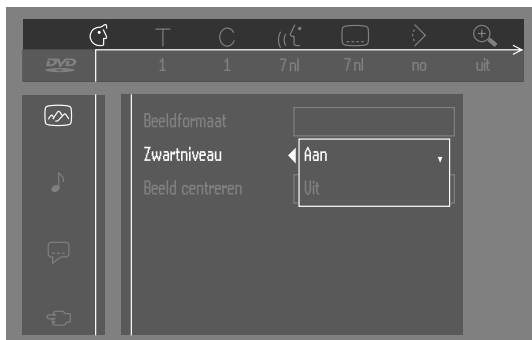 T C
DVD 1 1 7 nl 7 nl no uit
Beeldformaat
Zwartniveau Aan
Beeld centreren Uit